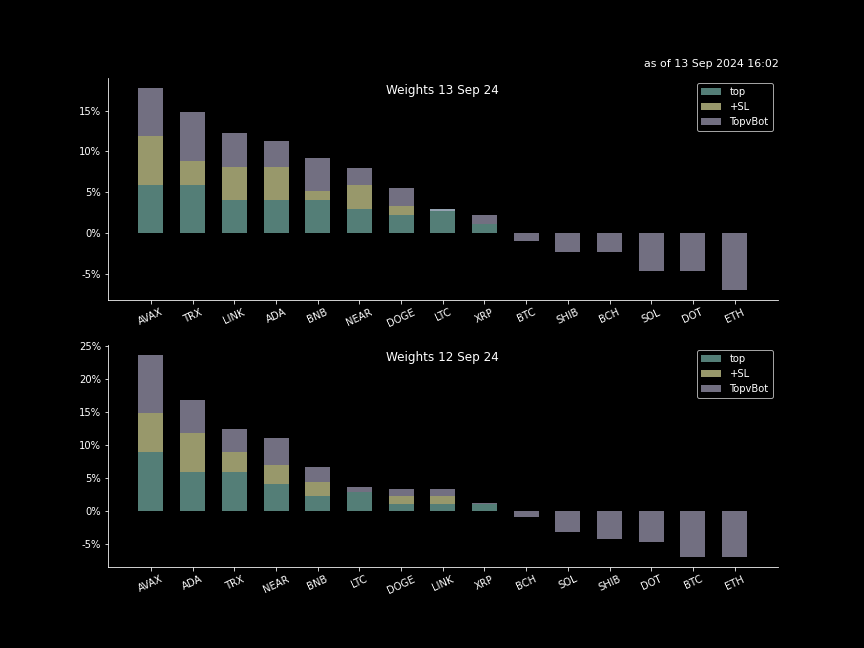 as of 13 Sep 2024 16:02
Weights 13 Sep 24
top
+SL
TopvBot
15%
10%
5%
0%
-5%
AVAX TRX LINK ADA BNB NEAR DOGE LTC XRP BTC SHIB BCH SOL DOT ETH
Weights 12 Sep 24
top
+SL
TopvBot
25%
20%
15%
10%
5%
0%
-5%
AVAX ADA TRX NEAR BNB LTC DOGE LINK XRP BCH SOL SHIB DOT BTC ETH